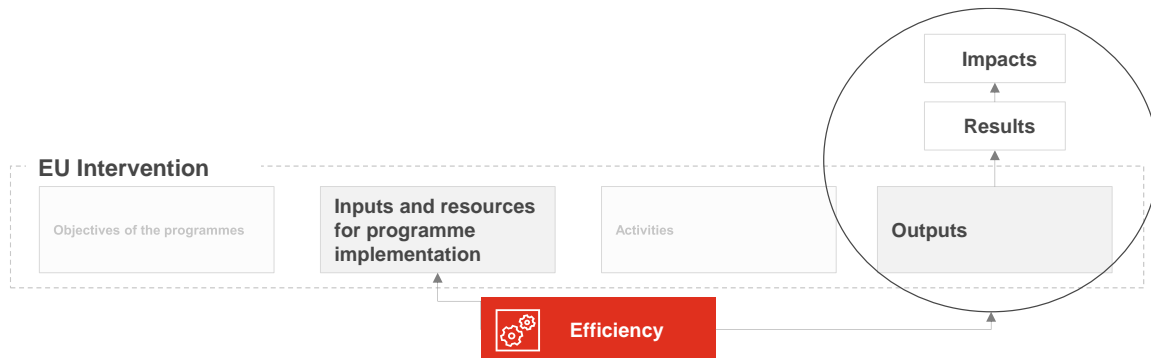 Impacts
Results
EU Intervention
Objectives of the programmes
Inputs and resources
for programme
implementation
Activities
Outputs
Efficiency